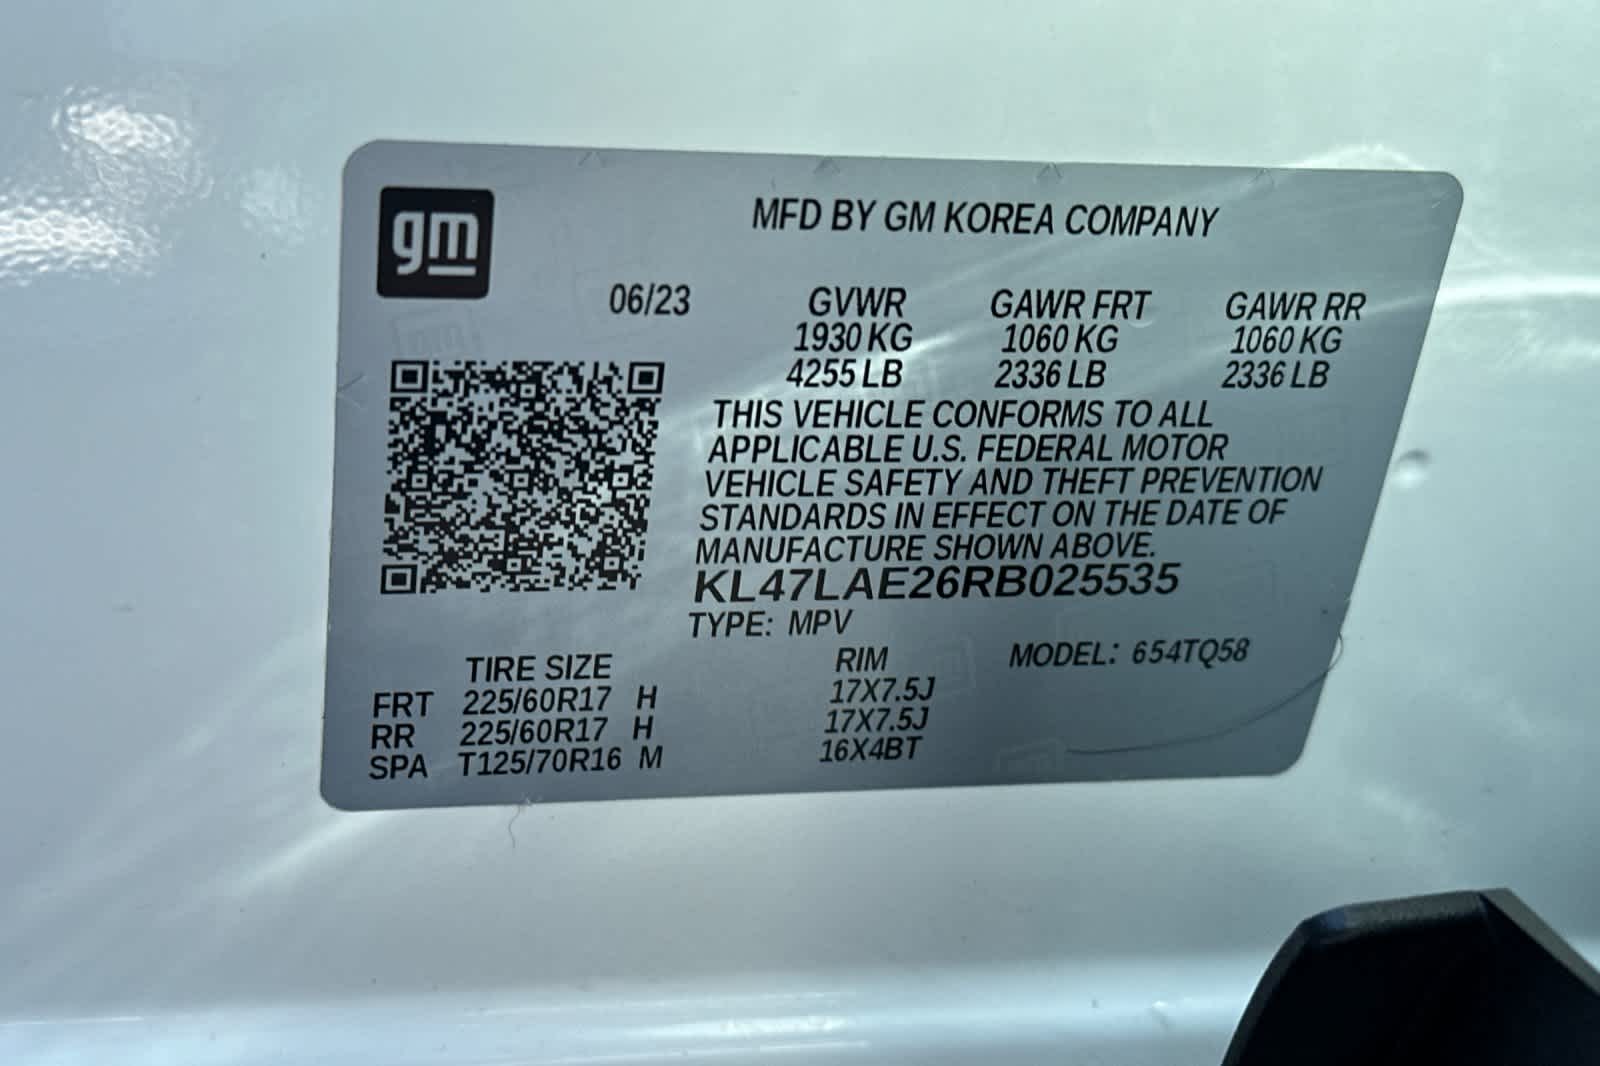 gm
MFD BY GM KOREA COMPANY
06/23 GVWR GAWR FRT GAWR RR
1930 KG 1060 KG 1060 KG
4255 LB 2336 LB 2336 LB
THIS VEHICLE CONFORMS TO ALL
APPLICABLE U.S. FEDERAL MOTOR
VEHICLE SAFETY AND THEFT PREVENTION
STANDARDS IN EFFECT ON THE DATE OF
MANUFACTURE SHOWN ABOVE.
KL47LAE26RB025535
TYPE: MPV
TIRE SIZE RIM MODEL: 654TQ58
FRT 225/60R17 H 17X7.5J
RR 225/60R17 H 17X7.5J
SPA T125/70R16 M 16X4BT